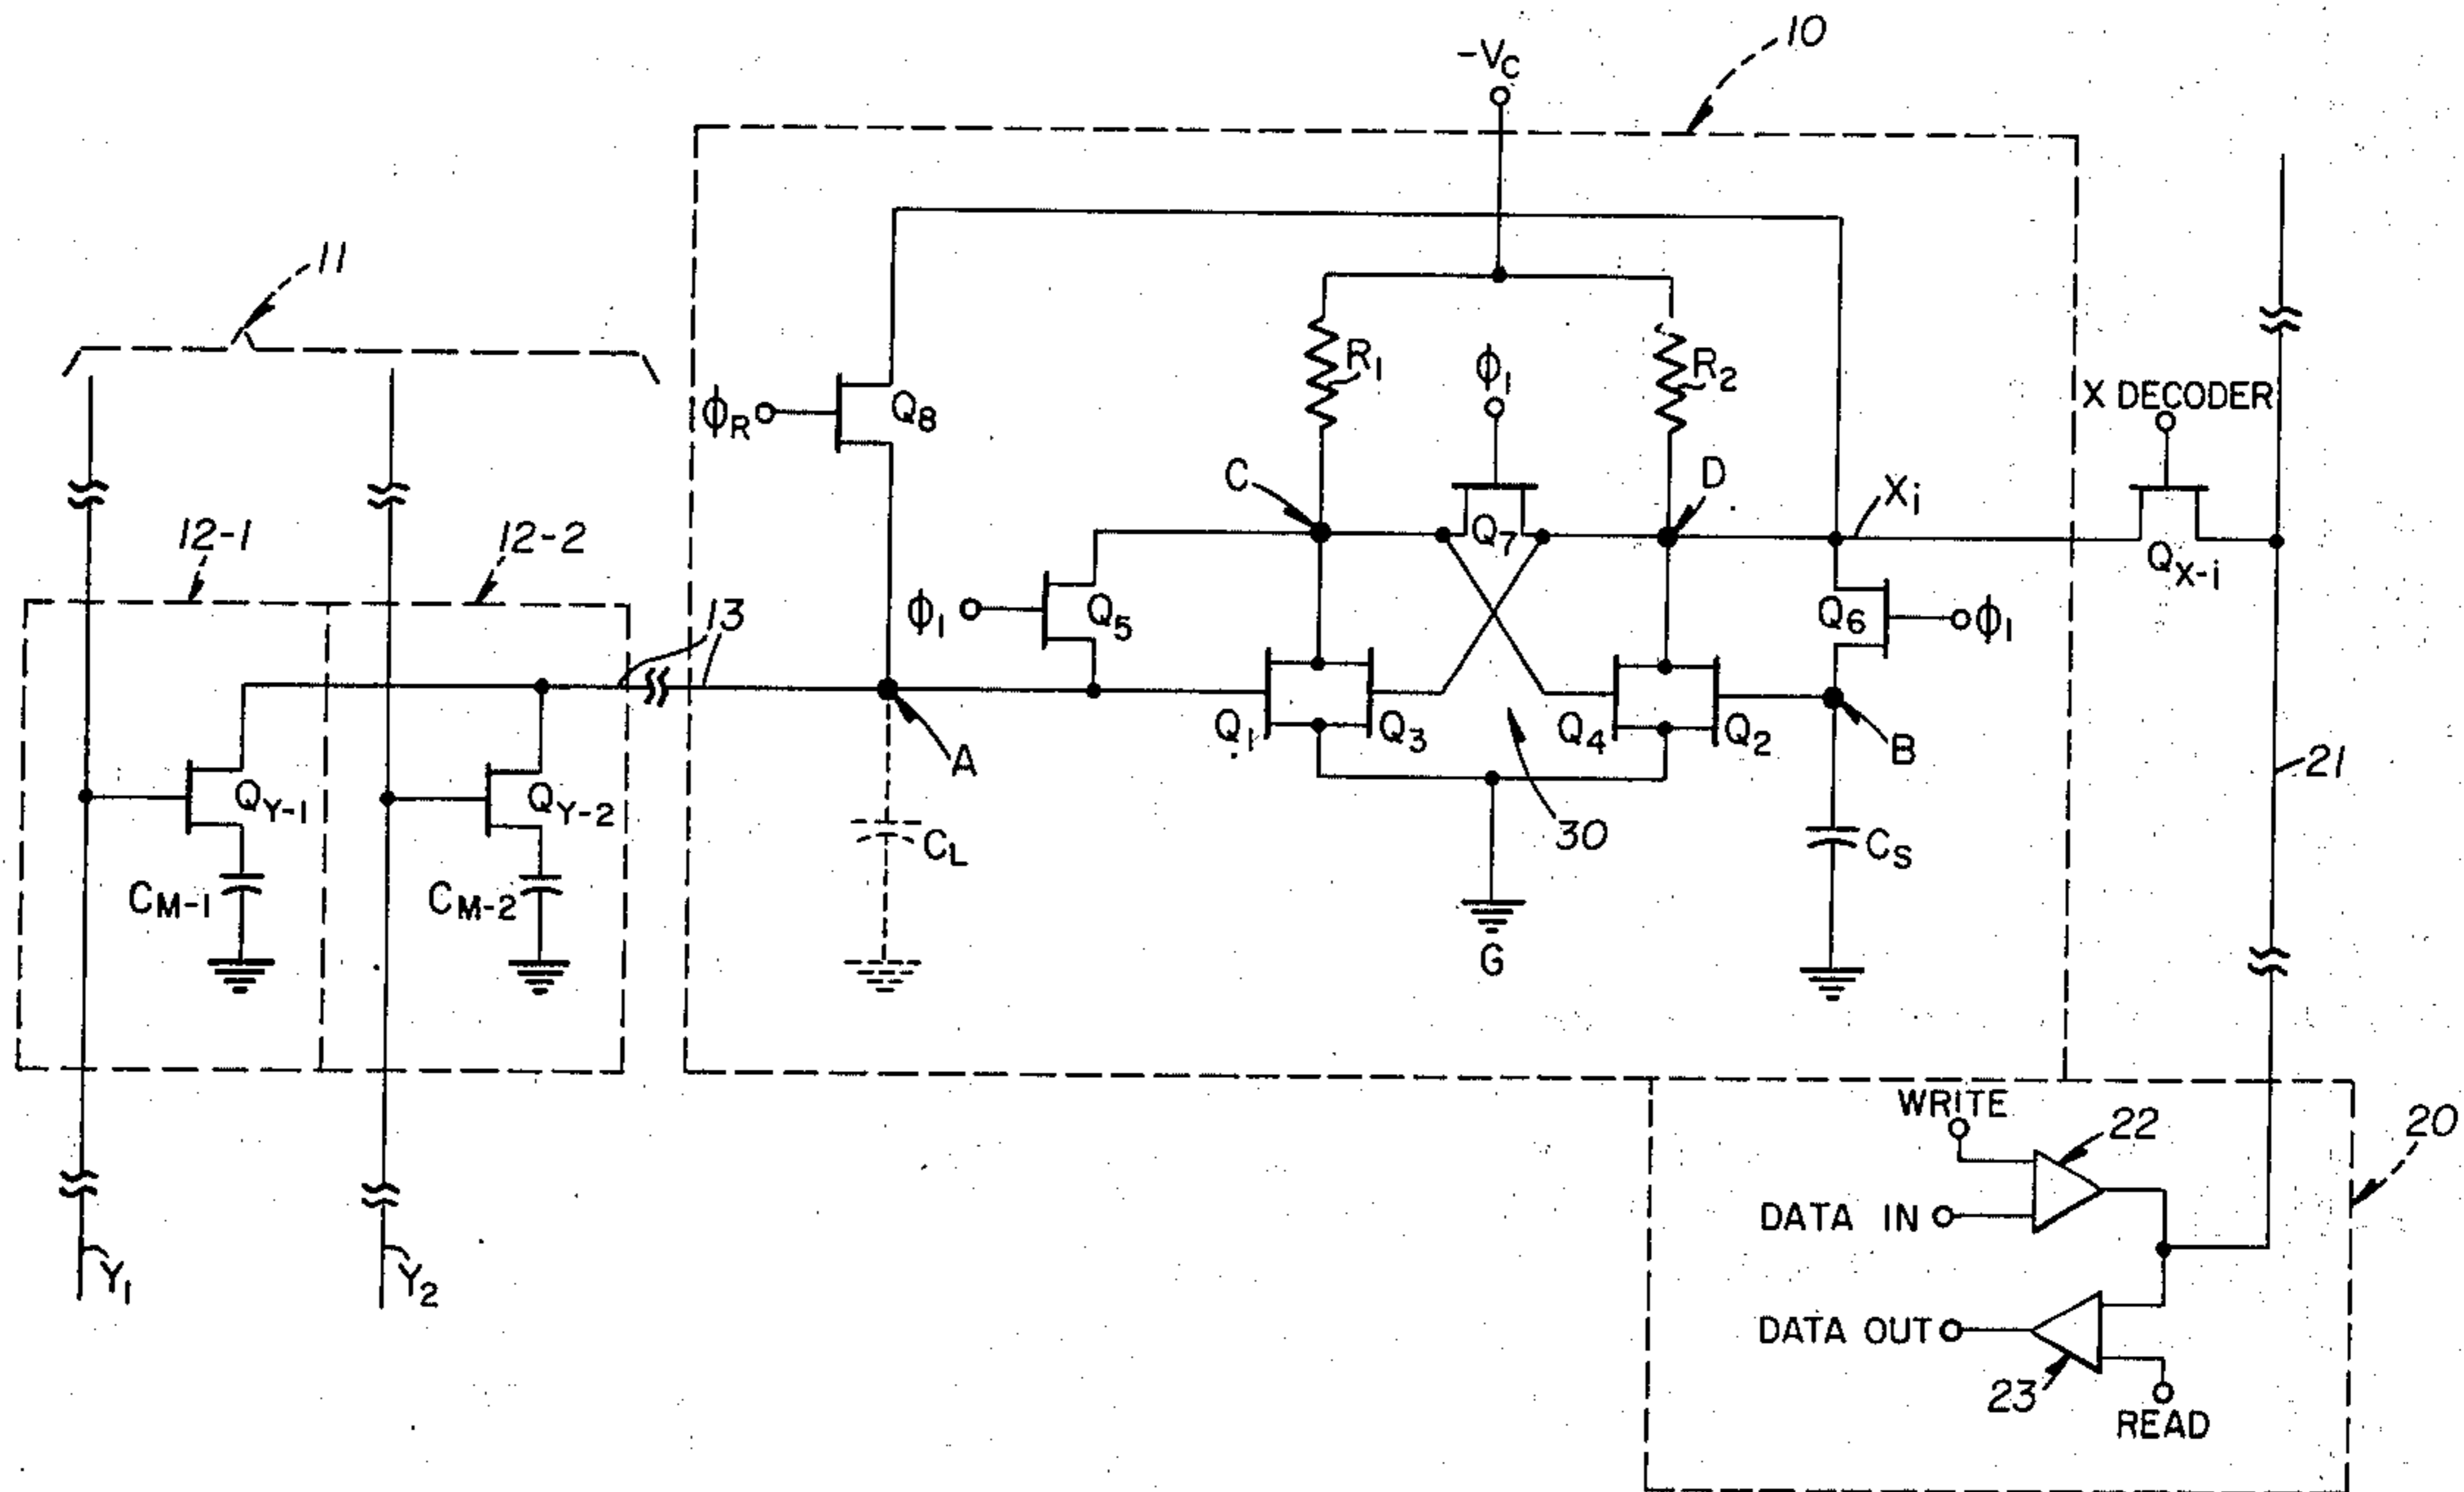 10
-VC
11
R1
R2
ϕ1
X DECODER
ϕR
Q8
C
D
Xi
12-1
12-2
Q7
QX-i
13
ϕ1
Q5
Q6
ϕ1
Q1
Q3
Q4
Q2
A
B
21
QY-1
QY-2
30
CL
CS
CM-1
CM-2
G
WRITE
22
20
DATA IN
Y1
Y2
DATA OUT
23
READ